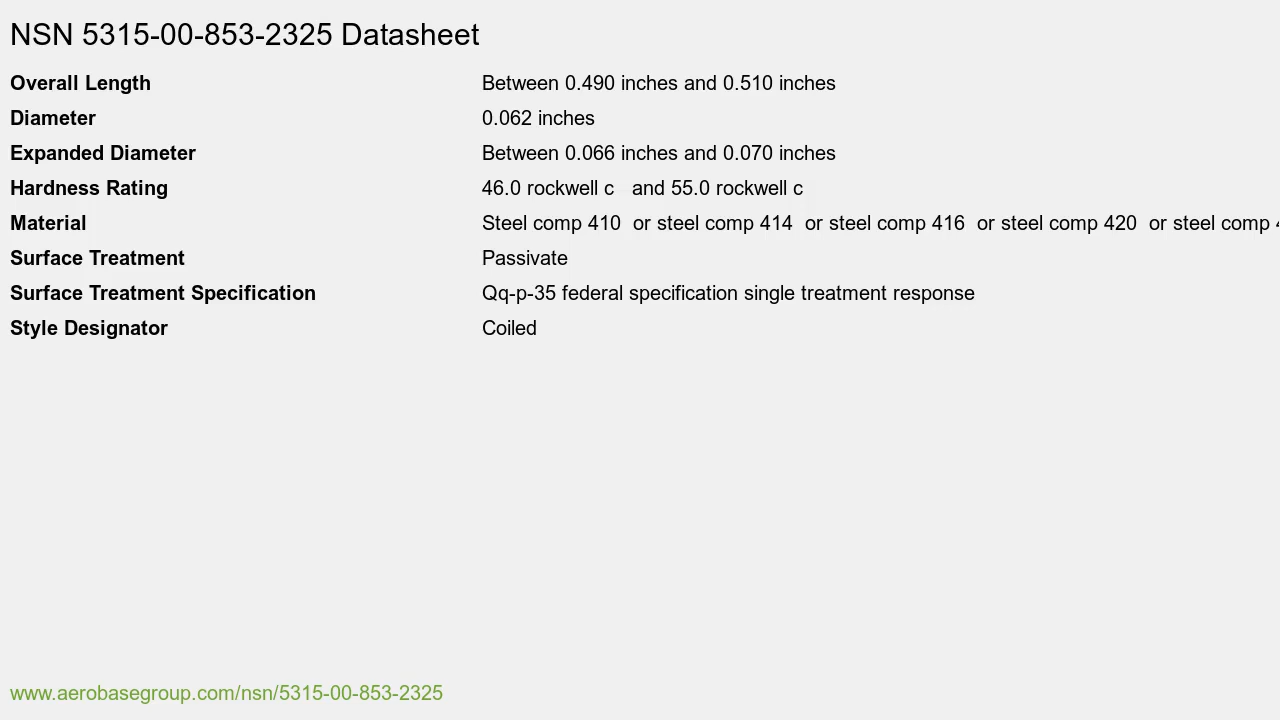 NSN 5315-00-853-2325 Datasheet
Overall Length Between 0.490 inches and 0.510 inches
Diameter 0.062 inches
Expanded Diameter Between 0.066 inches and 0.070 inches
Hardness Rating 46.0 rockwell c and 55.0 rockwell c
Material Steel comp 410 or steel comp 414 or steel comp 416 or steel comp 420 or steel comp
Surface Treatment Passivate
Surface Treatment Specification Qq-p-35 federal specification single treatment response
Style Designator Coiled
www.aerobasegroup.com/nsn/5315-00-853-2325